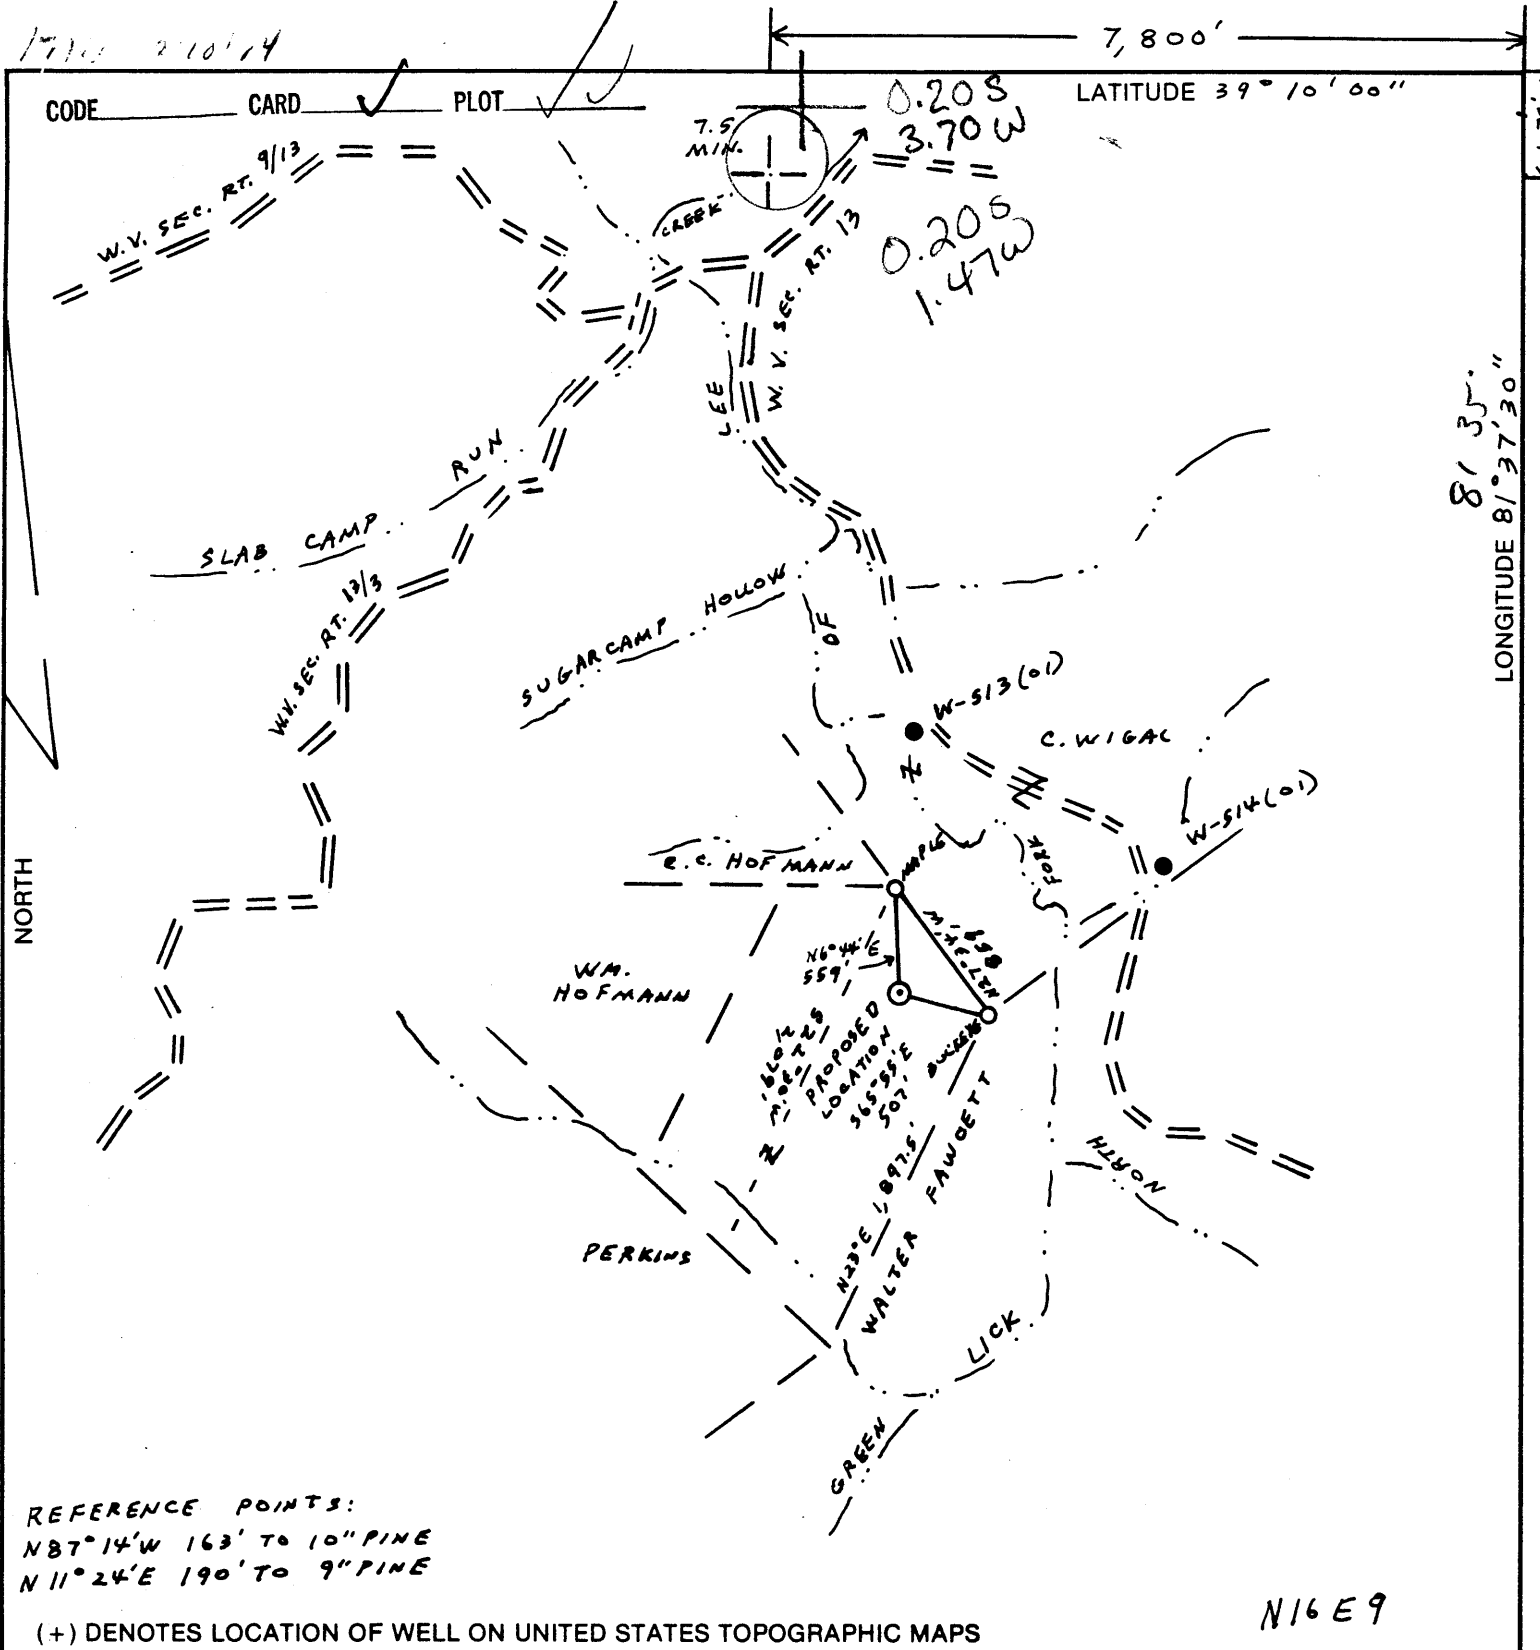 7,800'
CODE CARD PLOT
LATITUDE 39° 10' 00"
0.20S
3.70W
7.5
MIN.
W.V. SEC. RT. 9/13
CREEK
0.20S
1.47W
W.V. SEC. RT. 13
LEE
81 35'
LONGITUDE 81° 37' 30"
RUN
SLAB CAMP
W.V. SEC. RT. 13/3
SUGARCAMP HOLLOW
OF
W-513(01)
C. WIGAL
W-514(01)
R.C. HOFMANN
MAPLE
FORK
NORTH
N6°44'E
559'
N27°34'W
859'
WM.
HOFMANN
PROPOSED
LOCATION
S65°55'E
507'
BUCKEYE
N23°E 1,897.5'
WALTER FAWCETT
NORTH
PERKINS
LICK
GREEN
REFERENCE POINTS:
N87°14'W 163' TO 10" PINE
N11°24'E 190' TO 9" PINE
N16E9
(+) DENOTES LOCATION OF WELL ON UNITED STATES TOPOGRAPHIC MAPS